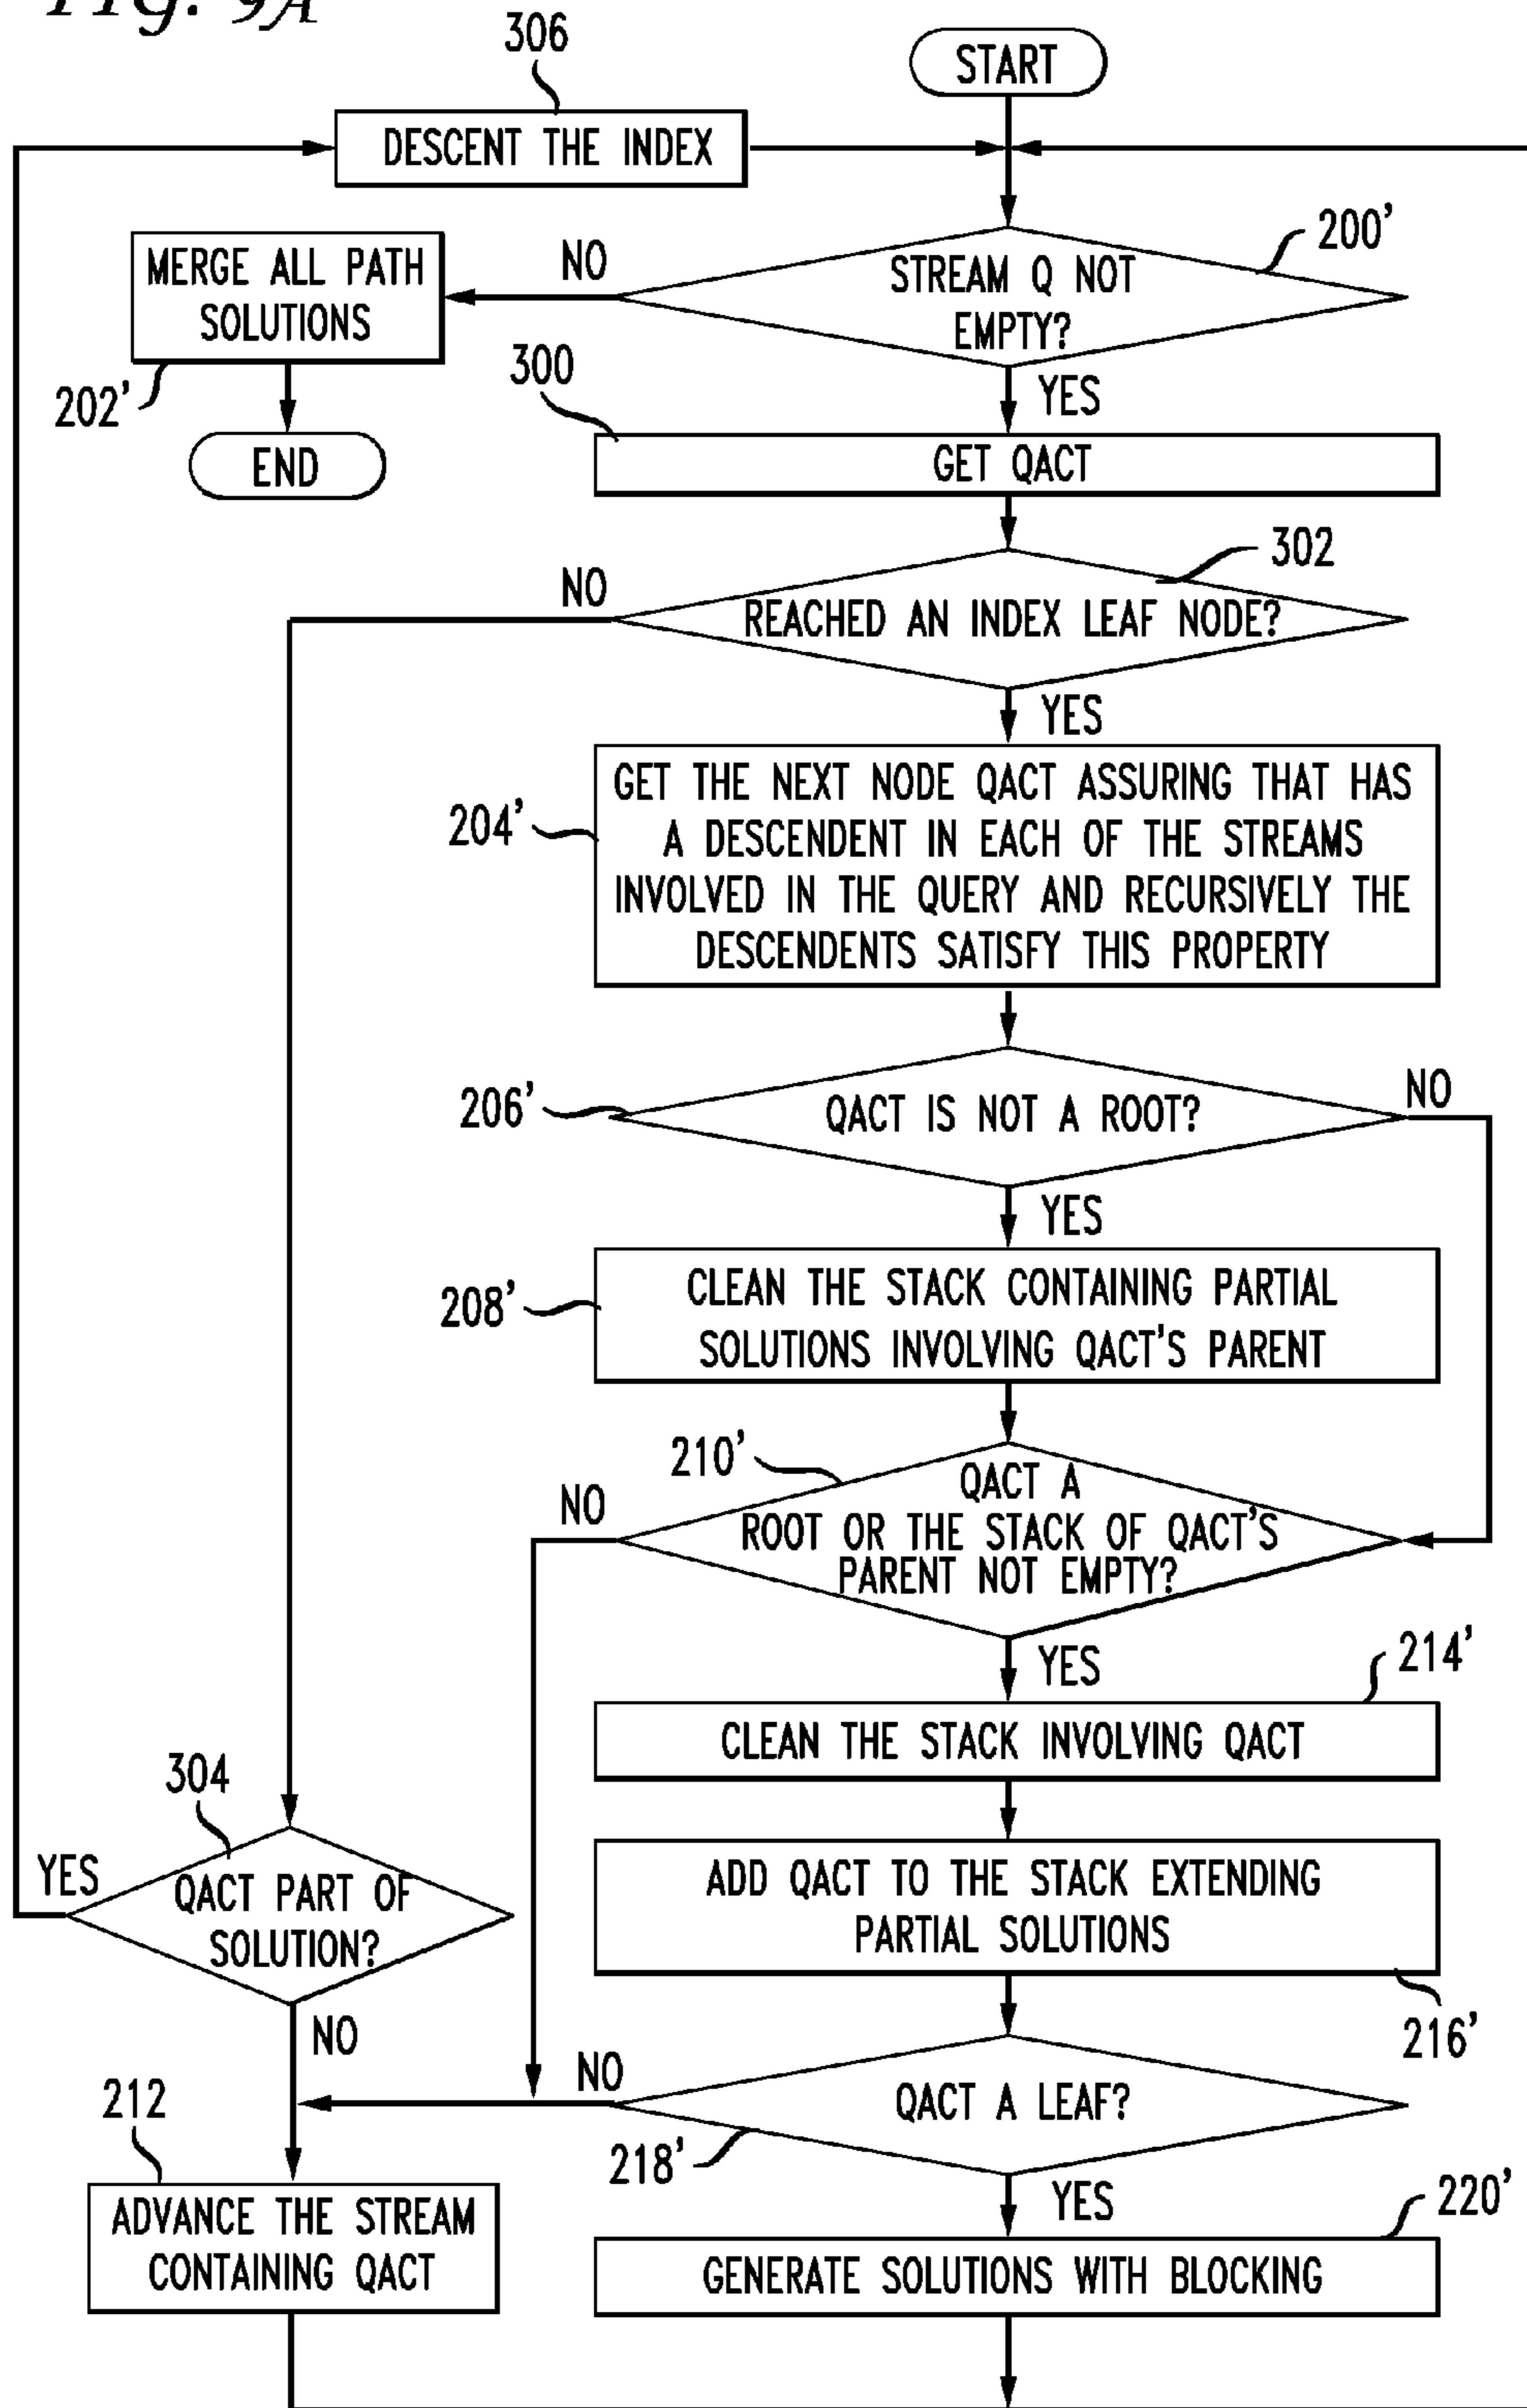 FIG. 9A
306
START
DESCENT THE INDEX
200'
MERGE ALL PATH
SOLUTIONS
NO
STREAM Q NOT
EMPTY?
202'
300
YES
END
GET QACT
302
NO
REACHED AN INDEX LEAF NODE?
YES
204'
GET THE NEXT NODE QACT ASSURING THAT HAS
A DESCENDENT IN EACH OF THE STREAMS
INVOLVED IN THE QUERY AND RECURSIVELY THE
DESCENDENTS SATISFY THIS PROPERTY
206'
QACT IS NOT A ROOT?
NO
YES
208'
CLEAN THE STACK CONTAINING PARTIAL
SOLUTIONS INVOLVING QACT'S PARENT
210'
NO
QACT A
ROOT OR THE STACK OF QACT'S
PARENT NOT EMPTY?
YES
214'
CLEAN THE STACK INVOLVING QACT
304
YES
QACT PART OF
SOLUTION?
ADD QACT TO THE STACK EXTENDING
PARTIAL SOLUTIONS
216'
NO
212
NO
QACT A LEAF?
218'
YES
220'
ADVANCE THE STREAM
CONTAINING QACT
GENERATE SOLUTIONS WITH BLOCKING